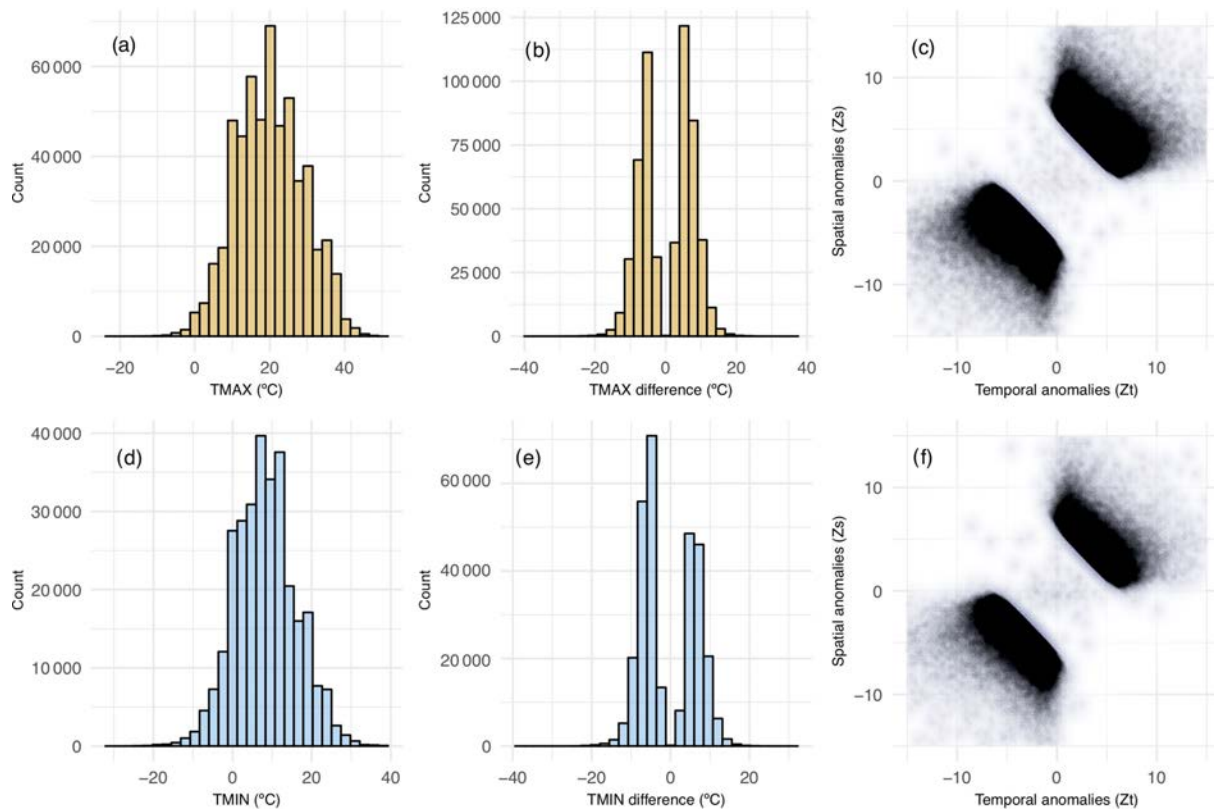 (a)
60 000
40 000
20 000
0
Count
−20 0 20 40
TMAX (ºC)
(b)
125 000
100 000
75 000
50 000
25 000
0
Count
−40 −20 0 20 40
TMAX difference (ºC)
(c)
10
0
−10
Spatial anomalies (Zs)
−10 0 10
Temporal anomalies (Zt)
(d)
40 000
30 000
20 000
10 000
0
Count
−20 0 20 40
TMIN (ºC)
(e)
60 000
40 000
20 000
0
Count
−40 −20 0 20
TMIN difference (ºC)
(f)
10
0
−10
Spatial anomalies (Zs)
−10 0 10
Temporal anomalies (Zt)